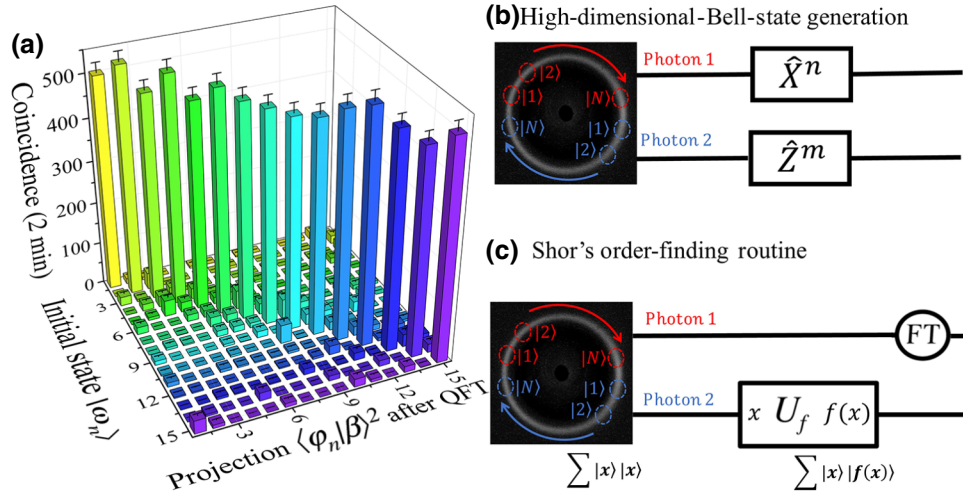 (a)
Coincidence (2 min)
500
400
300
200
100
0
3
6
9
12
15
Initial state |ω_n⟩
3
6
9
12
15
Projection ⟨φ_n|β⟩² after QFT
(b) High-dimensional-Bell-state generation
|2⟩
|1⟩
|N⟩
|N⟩
|1⟩
|2⟩
Photon 1
X̂ⁿ
Photon 2
Ẑᵐ
(c) Shor's order-finding routine
|2⟩
|1⟩
|N⟩
|N⟩
|1⟩
|2⟩
Photon 1
FT
Photon 2
x U_f f(x)
∑ |x⟩ |x⟩
∑ |x⟩ |f(x)⟩